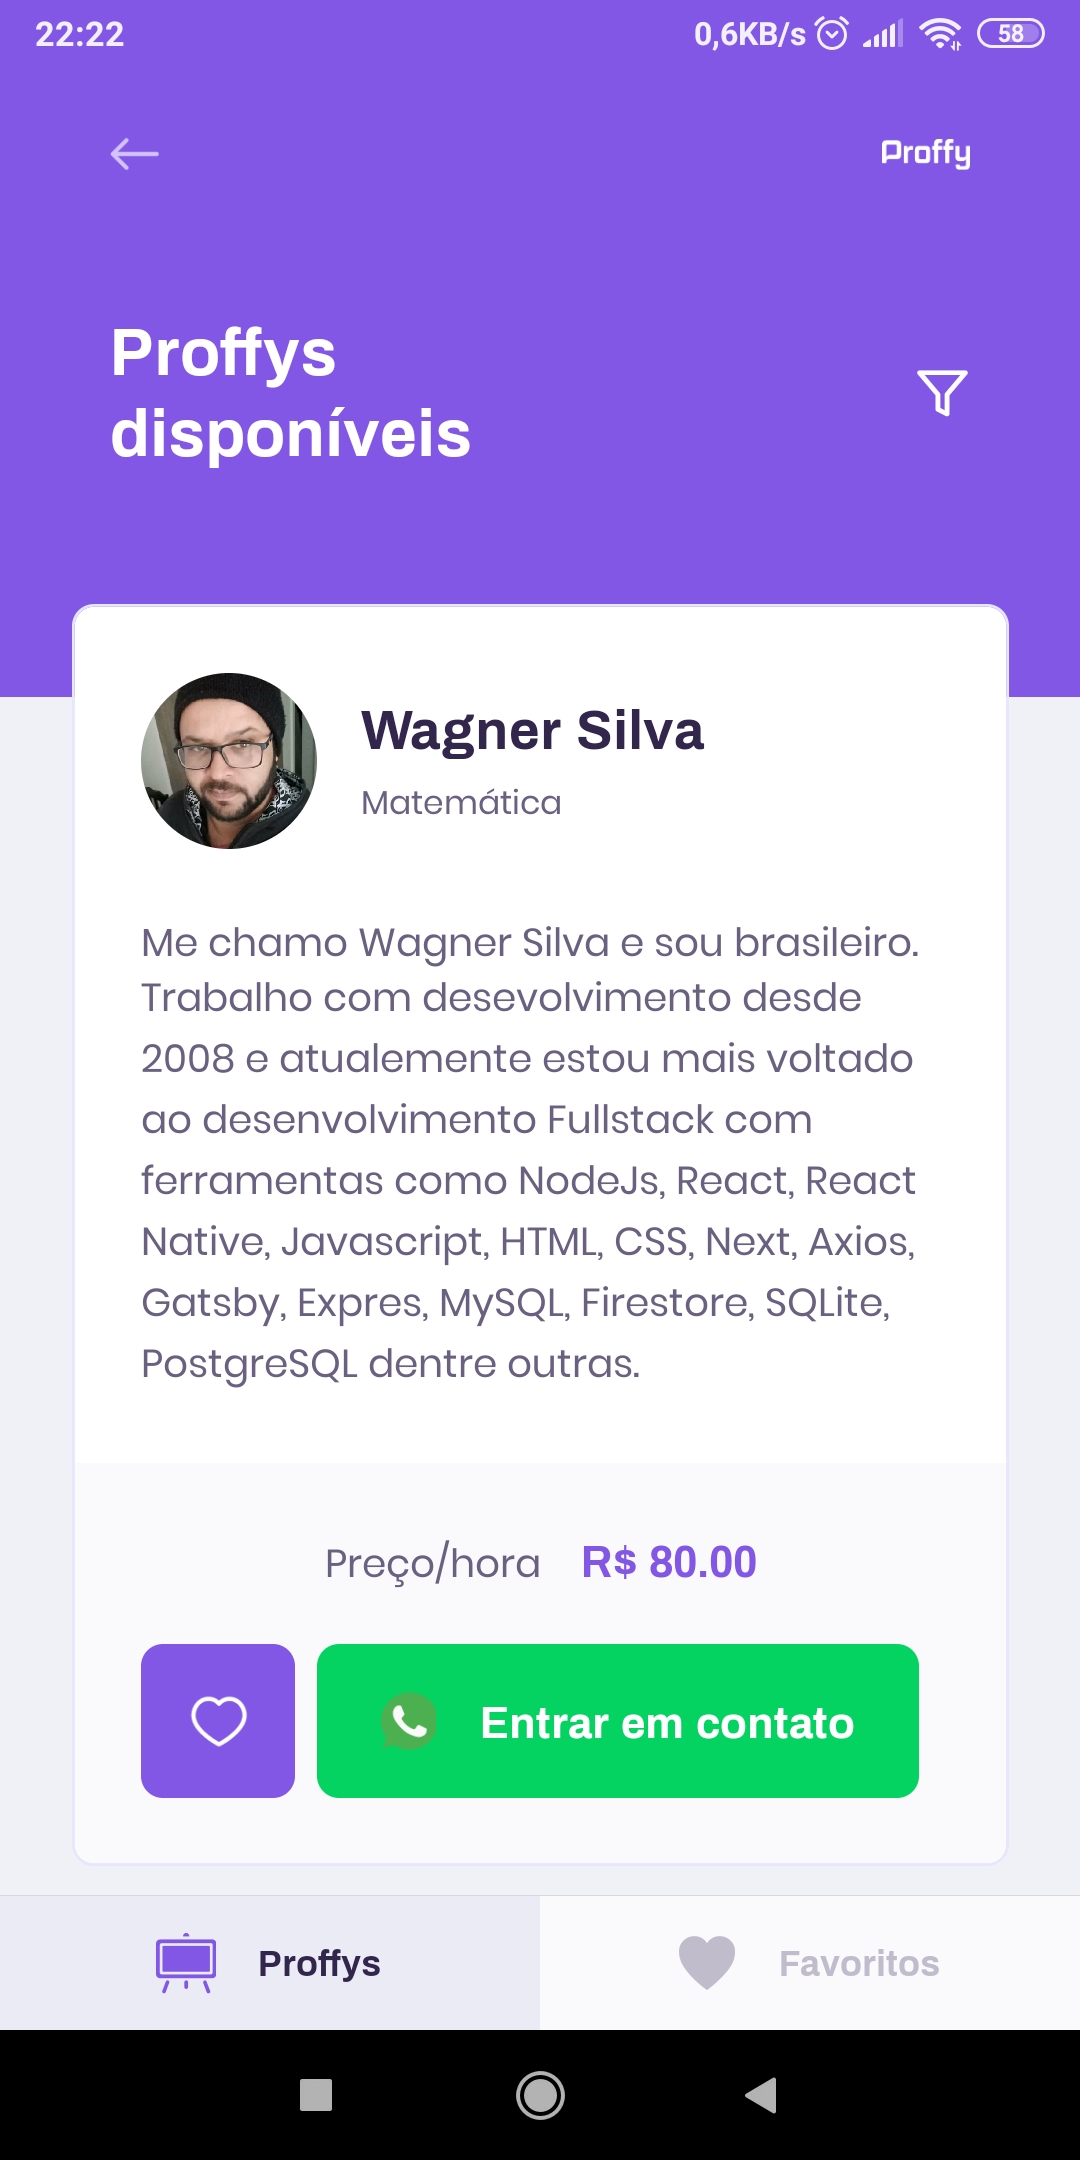 22:22 0,6KB/s 58
Proffy
Proffys
disponíveis
Wagner Silva
Matemática
Me chamo Wagner Silva e sou brasileiro.
Trabalho com desevolvimento desde
2008 e atualemente estou mais voltado
ao desenvolvimento Fullstack com
ferramentas como NodeJs, React, React
Native, Javascript, HTML, CSS, Next, Axios,
Gatsby, Expres, MySQL, Firestore, SQLite,
PostgreSQL dentre outras.
Preço/hora R$ 80.00
Entrar em contato
Proffys Favoritos